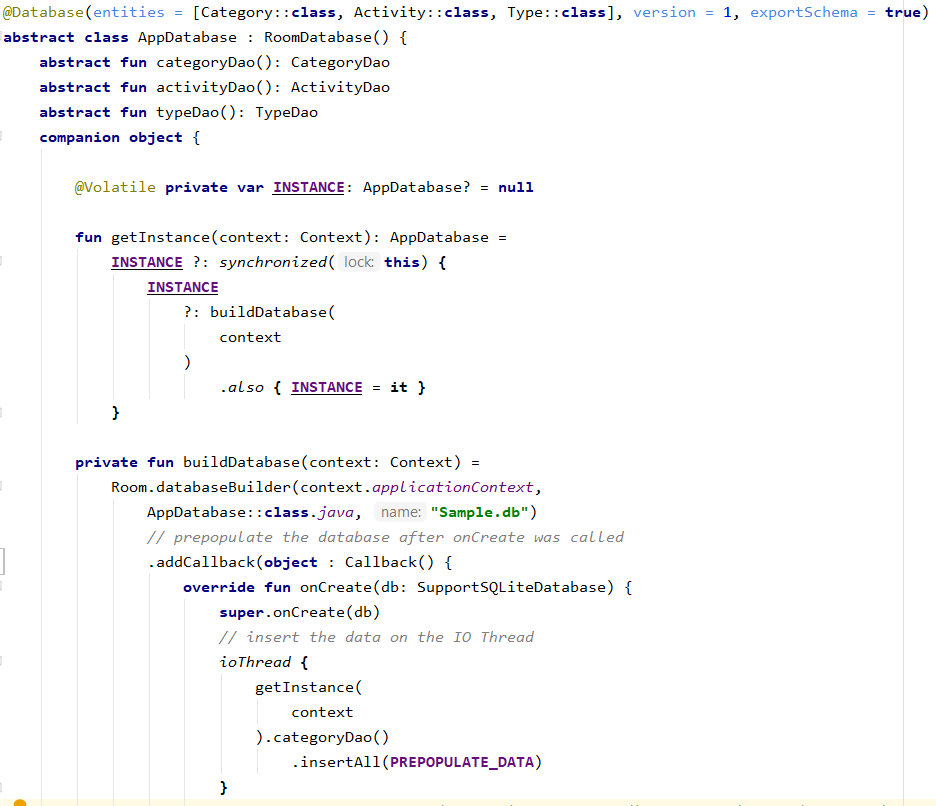 @Database(entities = [Category::class, Activity::class, Type::class], version = 1, exportSchema = true)
abstract class AppDatabase : RoomDatabase() {
    abstract fun categoryDao(): CategoryDao
    abstract fun activityDao(): ActivityDao
    abstract fun typeDao(): TypeDao
    companion object {

        @Volatile private var INSTANCE: AppDatabase? = null

        fun getInstance(context: Context): AppDatabase =
            INSTANCE ?: synchronized( lock: this) {
                INSTANCE
                    ?: buildDatabase(
                        context
                    )
                        .also { INSTANCE = it }
            }

        private fun buildDatabase(context: Context) =
            Room.databaseBuilder(context.applicationContext,
                AppDatabase::class.java, name: "Sample.db")
                // prepopulate the database after onCreate was called
                .addCallback(object : Callback() {
                    override fun onCreate(db: SupportSQLiteDatabase) {
                        super.onCreate(db)
                        // insert the data on the IO Thread
                        ioThread {
                            getInstance(
                                context
                            ).categoryDao()
                                .insertAll(PREPOPULATE_DATA)
                        }